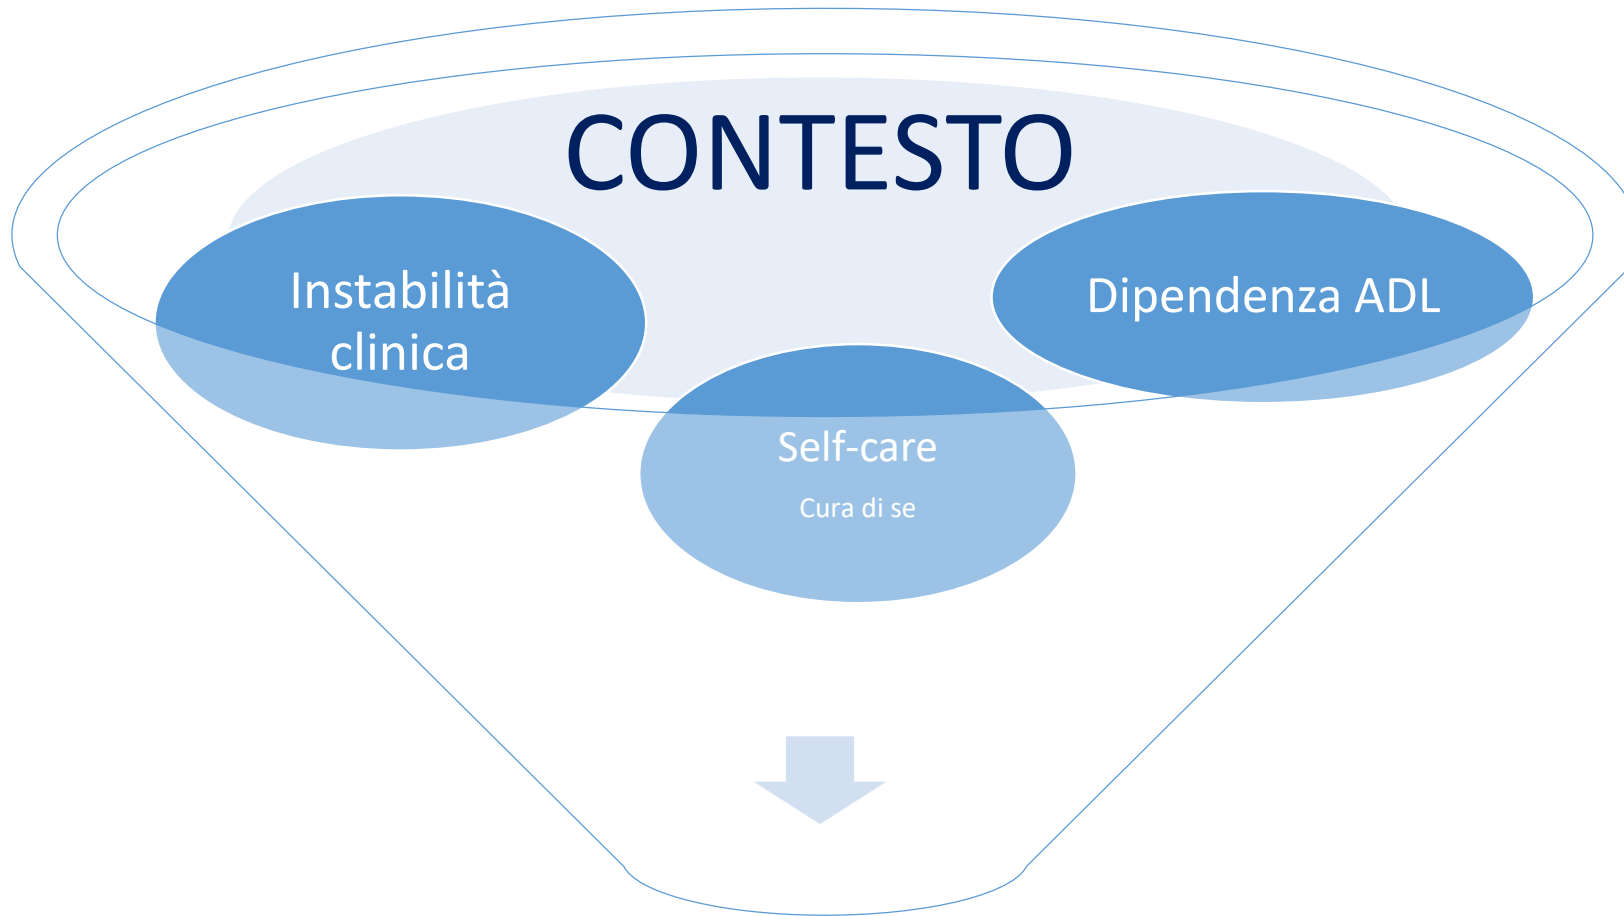 CONTESTO
Instabilità
clinica
Dipendenza ADL
Self-care
Cura di se